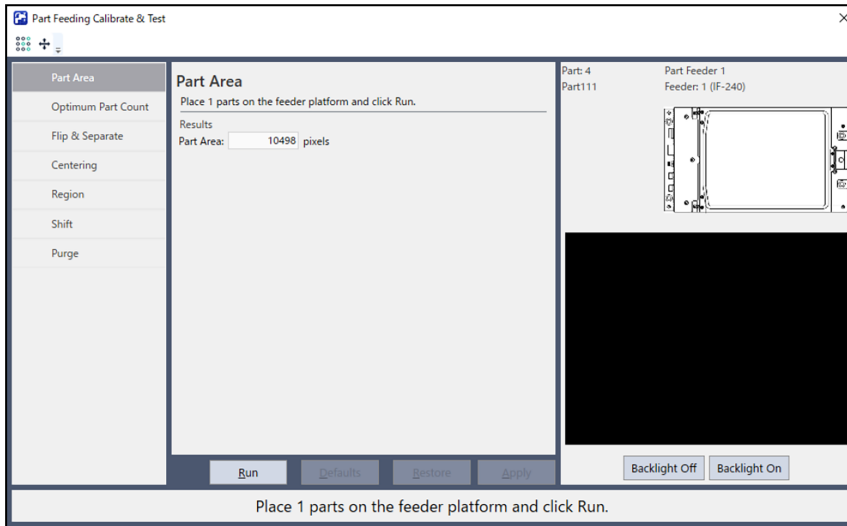 Part Feeding Calibrate & Test
Part Area
Optimum Part Count
Flip & Separate
Centering
Region
Shift
Purge
Part Area
Place 1 parts on the feeder platform and click Run.
Results
Part Area: 10498 pixels
Run Defaults Restore Apply
Part: 4 Part Feeder 1
Part111 Feeder: 1 (IF-240)
Backlight Off Backlight On
Place 1 parts on the feeder platform and click Run.